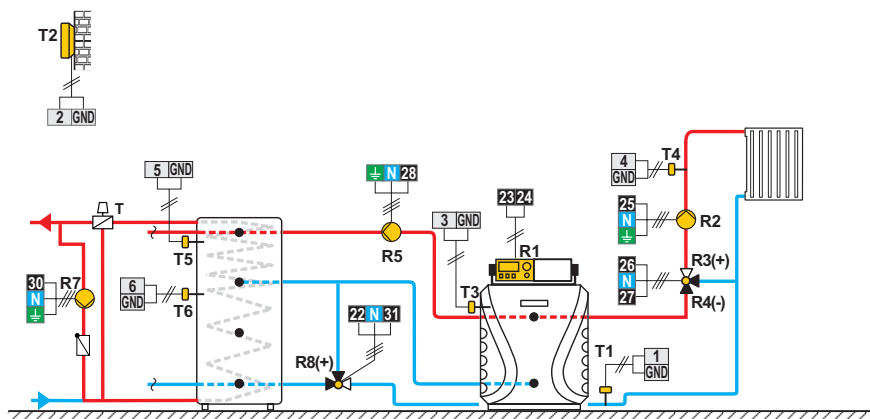 T2
2 GND
5 GND
T
T5
6
GND
T6
30
N
R7
N 28
R5
22 N 31
R8(+)
3 GND
T3
23 24
R1
4
GND
T4
25
N
R2
26
N
27
R3(+)
R4(-)
T1
1
GND